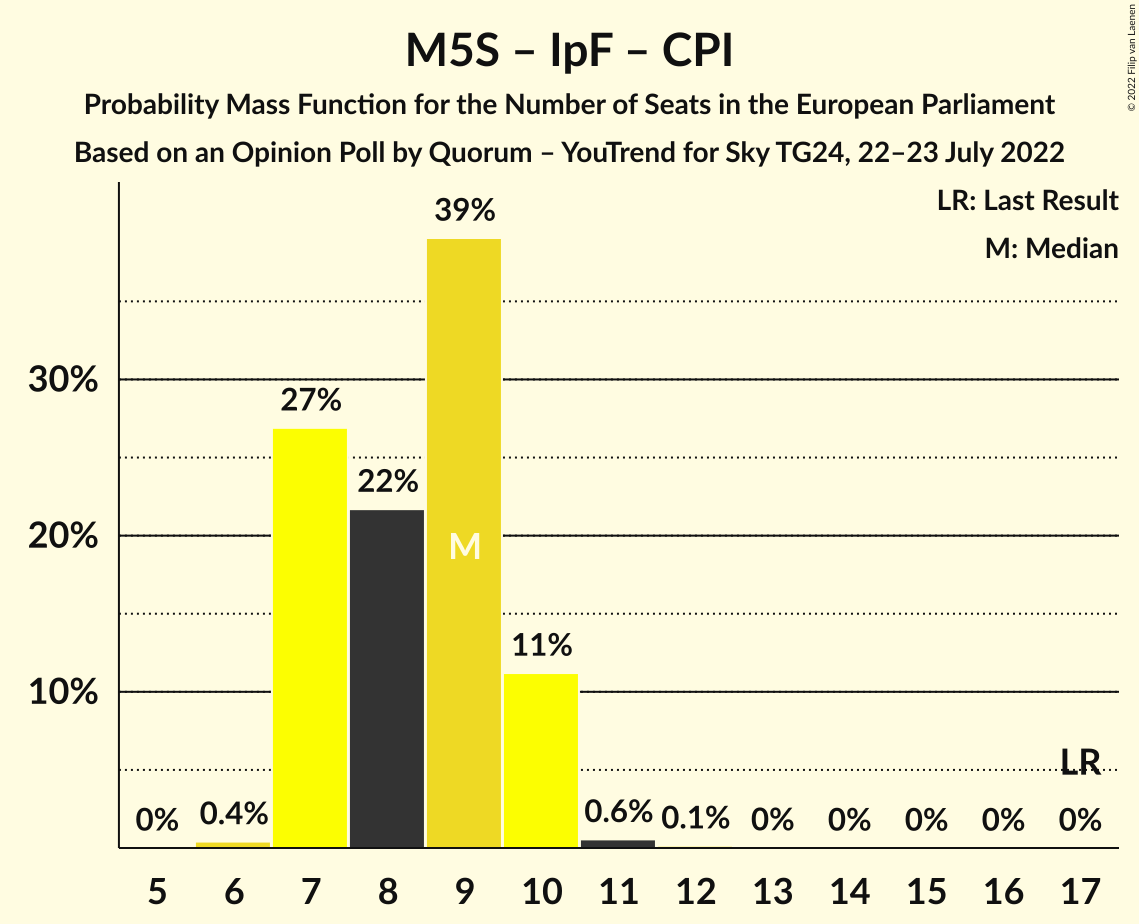 M5S – IpF – CPI
Probability Mass Function for the Number of Seats in the European Parliament
Based on an Opinion Poll by Quorum – YouTrend for Sky TG24, 22–23 July 2022
© 2022 Filip van Laenen
LR: Last Result
M: Median
39%
30%
27%
22%
20%
M
11%
10%
LR
0% 0.4% 0.6% 0.1% 0% 0% 0% 0% 0%
5 6 7 8 9 10 11 12 13 14 15 16 17